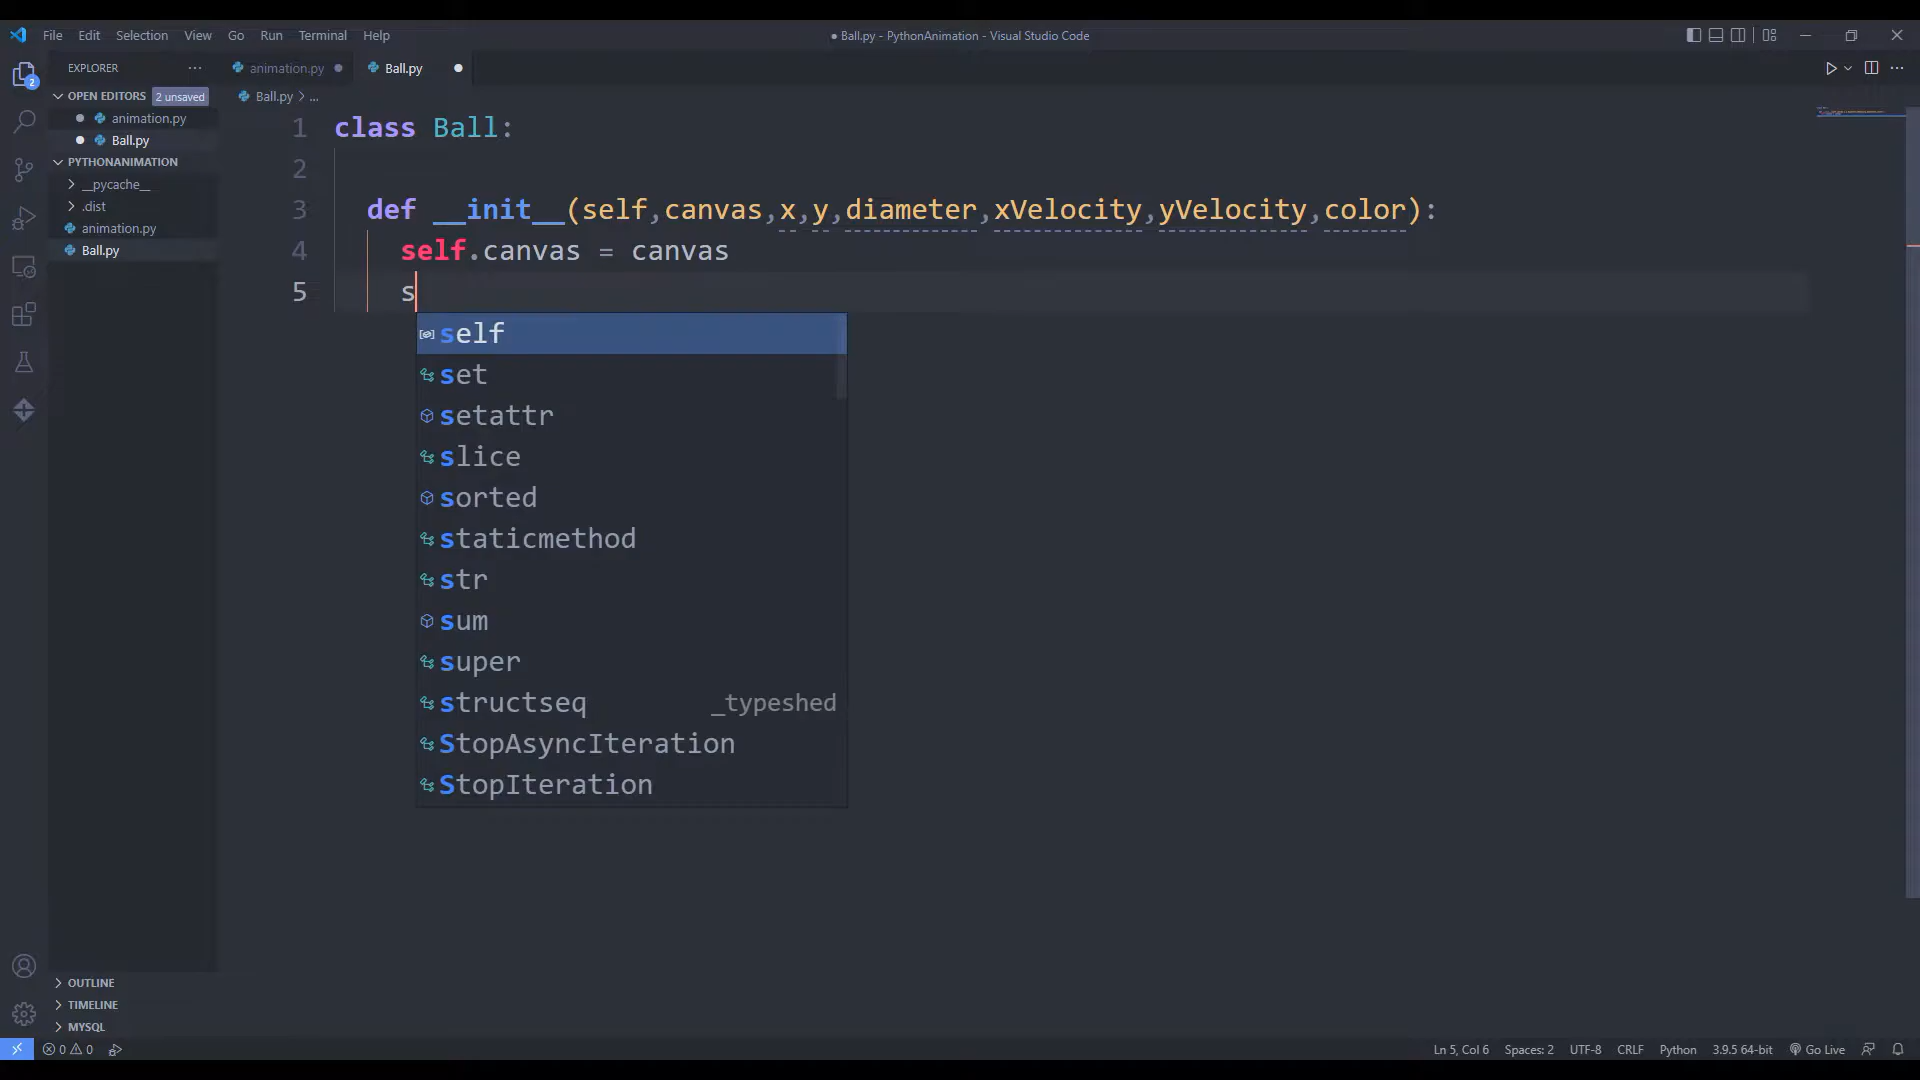 File Edit Selection View Go Run Terminal Help
● Ball.py - PythonAnimation - Visual Studio Code
EXPLORER
animation.py
Ball.py
OPEN EDITORS 2 unsaved
Ball.py > ...
animation.py
Ball.py
PYTHONANIMATION
__pycache__
.dist
animation.py
Ball.py
2
1 class Ball:
2
3 def __init__(self,canvas,x,y,diameter,xVelocity,yVelocity,color):
4 self.canvas = canvas
5 s
self
set
setattr
slice
sorted
staticmethod
str
sum
super
structseq _typeshed
StopAsyncIteration
StopIteration
OUTLINE
TIMELINE
MYSQL
0 0
Ln 5, Col 6 Spaces: 2 UTF-8 CRLF Python 3.9.5 64-bit Go Live